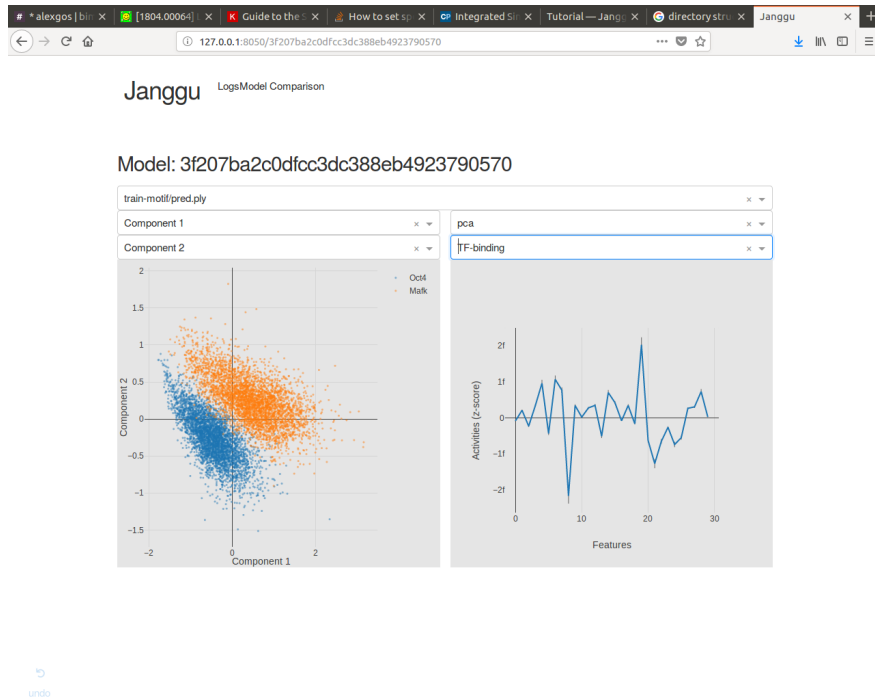 # * alexgos | bin
[1804.00064] L
Guide to the S
How to set sp
Integrated Sin
Tutorial — Jangg
directory stru
Janggu
127.0.0.1:8050/3f207ba2c0dfcc3dc388eb4923790570
Janggu LogsModel Comparison
Model: 3f207ba2c0dfcc3dc388eb4923790570
train-motif/pred.ply
Component 1
pca
Component 2
TF-binding
2
1.5
1
0.5
0
−0.5
−1
−1.5
Component 2
−2 0 2
Component 1
Oct4
Mafk
2f
1f
0
−1f
−2f
Activities (z-score)
0 10 20 30
Features
undo